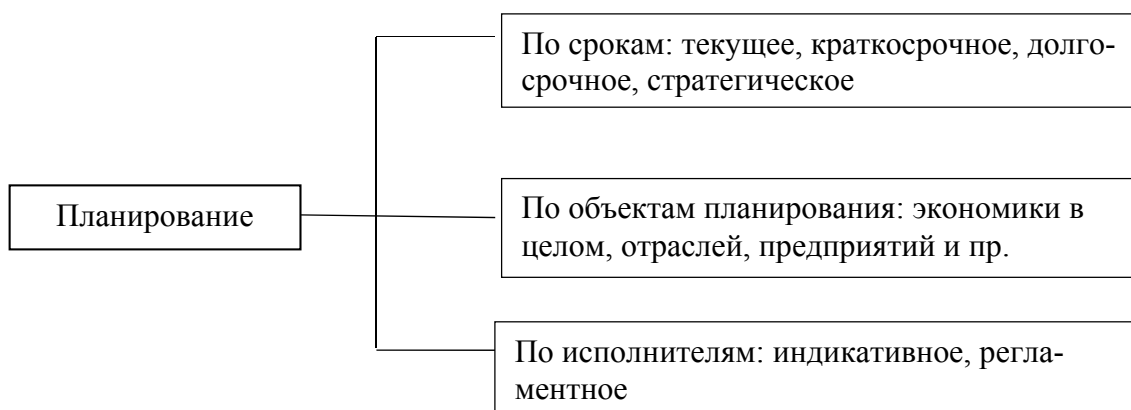 По срокам: текущее, краткосрочное, долго-
срочное, стратегическое
Планирование
По объектам планирования: экономики в
целом, отраслей, предприятий и пр.
По исполнителям: индикативное, регла-
ментное